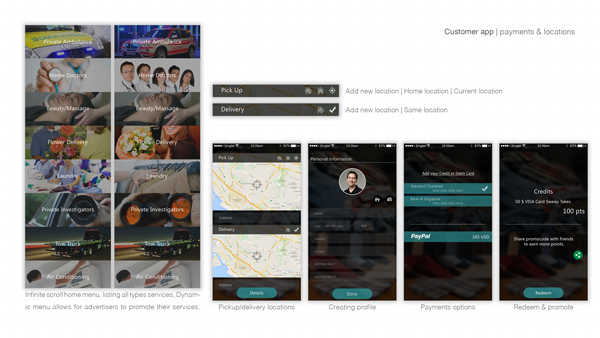 Customer app | payments & locations
Private Ambulance Private Ambulance
Home Doctors Home Doctors
Beauty/Massage Beauty/Massage
Flower Delivery Flower Delivery
Laundry Laundry
Private Investigators Private Investigators
Tow Truck Tow Truck
Air Conditioning Air Conditioning
Infinite scroll home menu, listing all types services. Dynam-
ic menu allows for advertisers to promote their services.
Pick Up
Add new location | Home location | Current location
Delivery
Add new location | Same location
Pick Up
Address
Delivery
Address
Details
Pickup/delivery locations
Personal Information
Done
Creating profile
Add your Credit or Debit Card
Standard Chartered
Bank of Singapore
PayPal 165 USD
Payments options
Credits
50 $ VISA Card Sweep Takes.
100 pts
Share promocode with friends
to earn more points.
Redeem
Redeem & promote